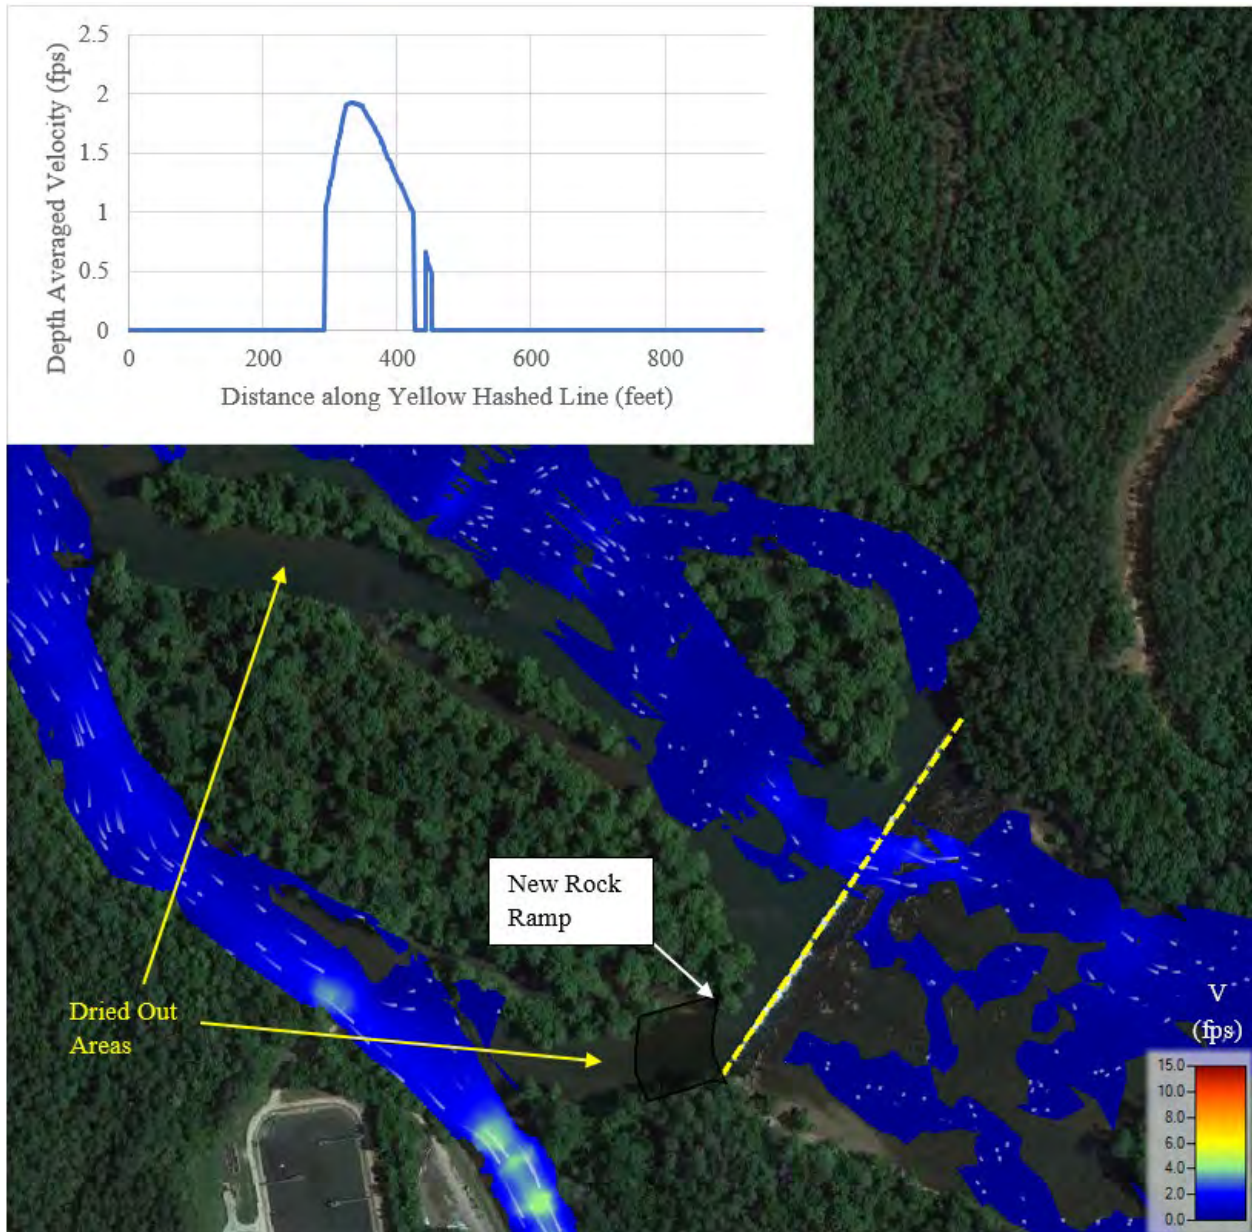 Depth Averaged Velocity (fps)
2.5
2
1.5
1
0.5
0
0
200
400
600
800
Distance along Yellow Hashed Line (feet)
New Rock
Ramp
Dried Out
Areas
V
(fps)
15.0
10.0
8.0
6.0
4.0
2.0
0.0